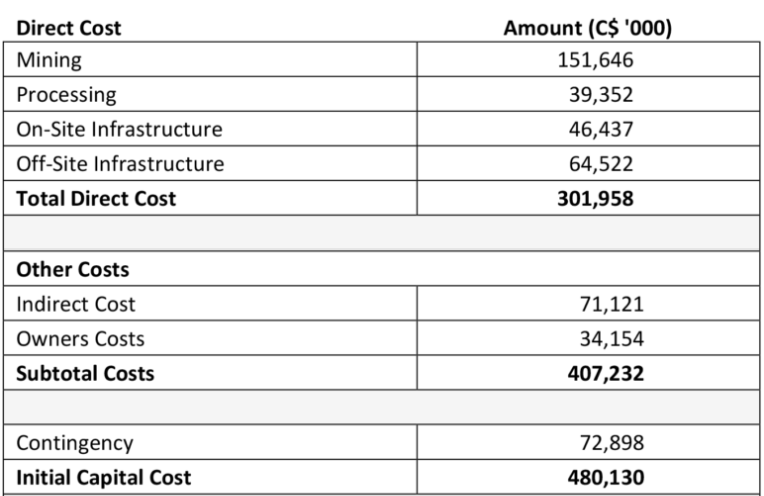 Direct Cost Amount (C$ '000)
Mining 151,646
Processing 39,352
On-Site Infrastructure 46,437
Off-Site Infrastructure 64,522
Total Direct Cost 301,958
Other Costs
Indirect Cost 71,121
Owners Costs 34,154
Subtotal Costs 407,232
Contingency 72,898
Initial Capital Cost 480,130